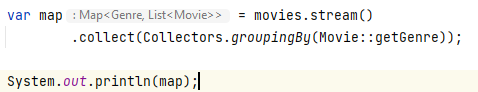 var map : Map<Genre, List<Movie>> = movies.stream()
.collect(Collectors.groupingBy(Movie::getGenre));
System.out.println(map);